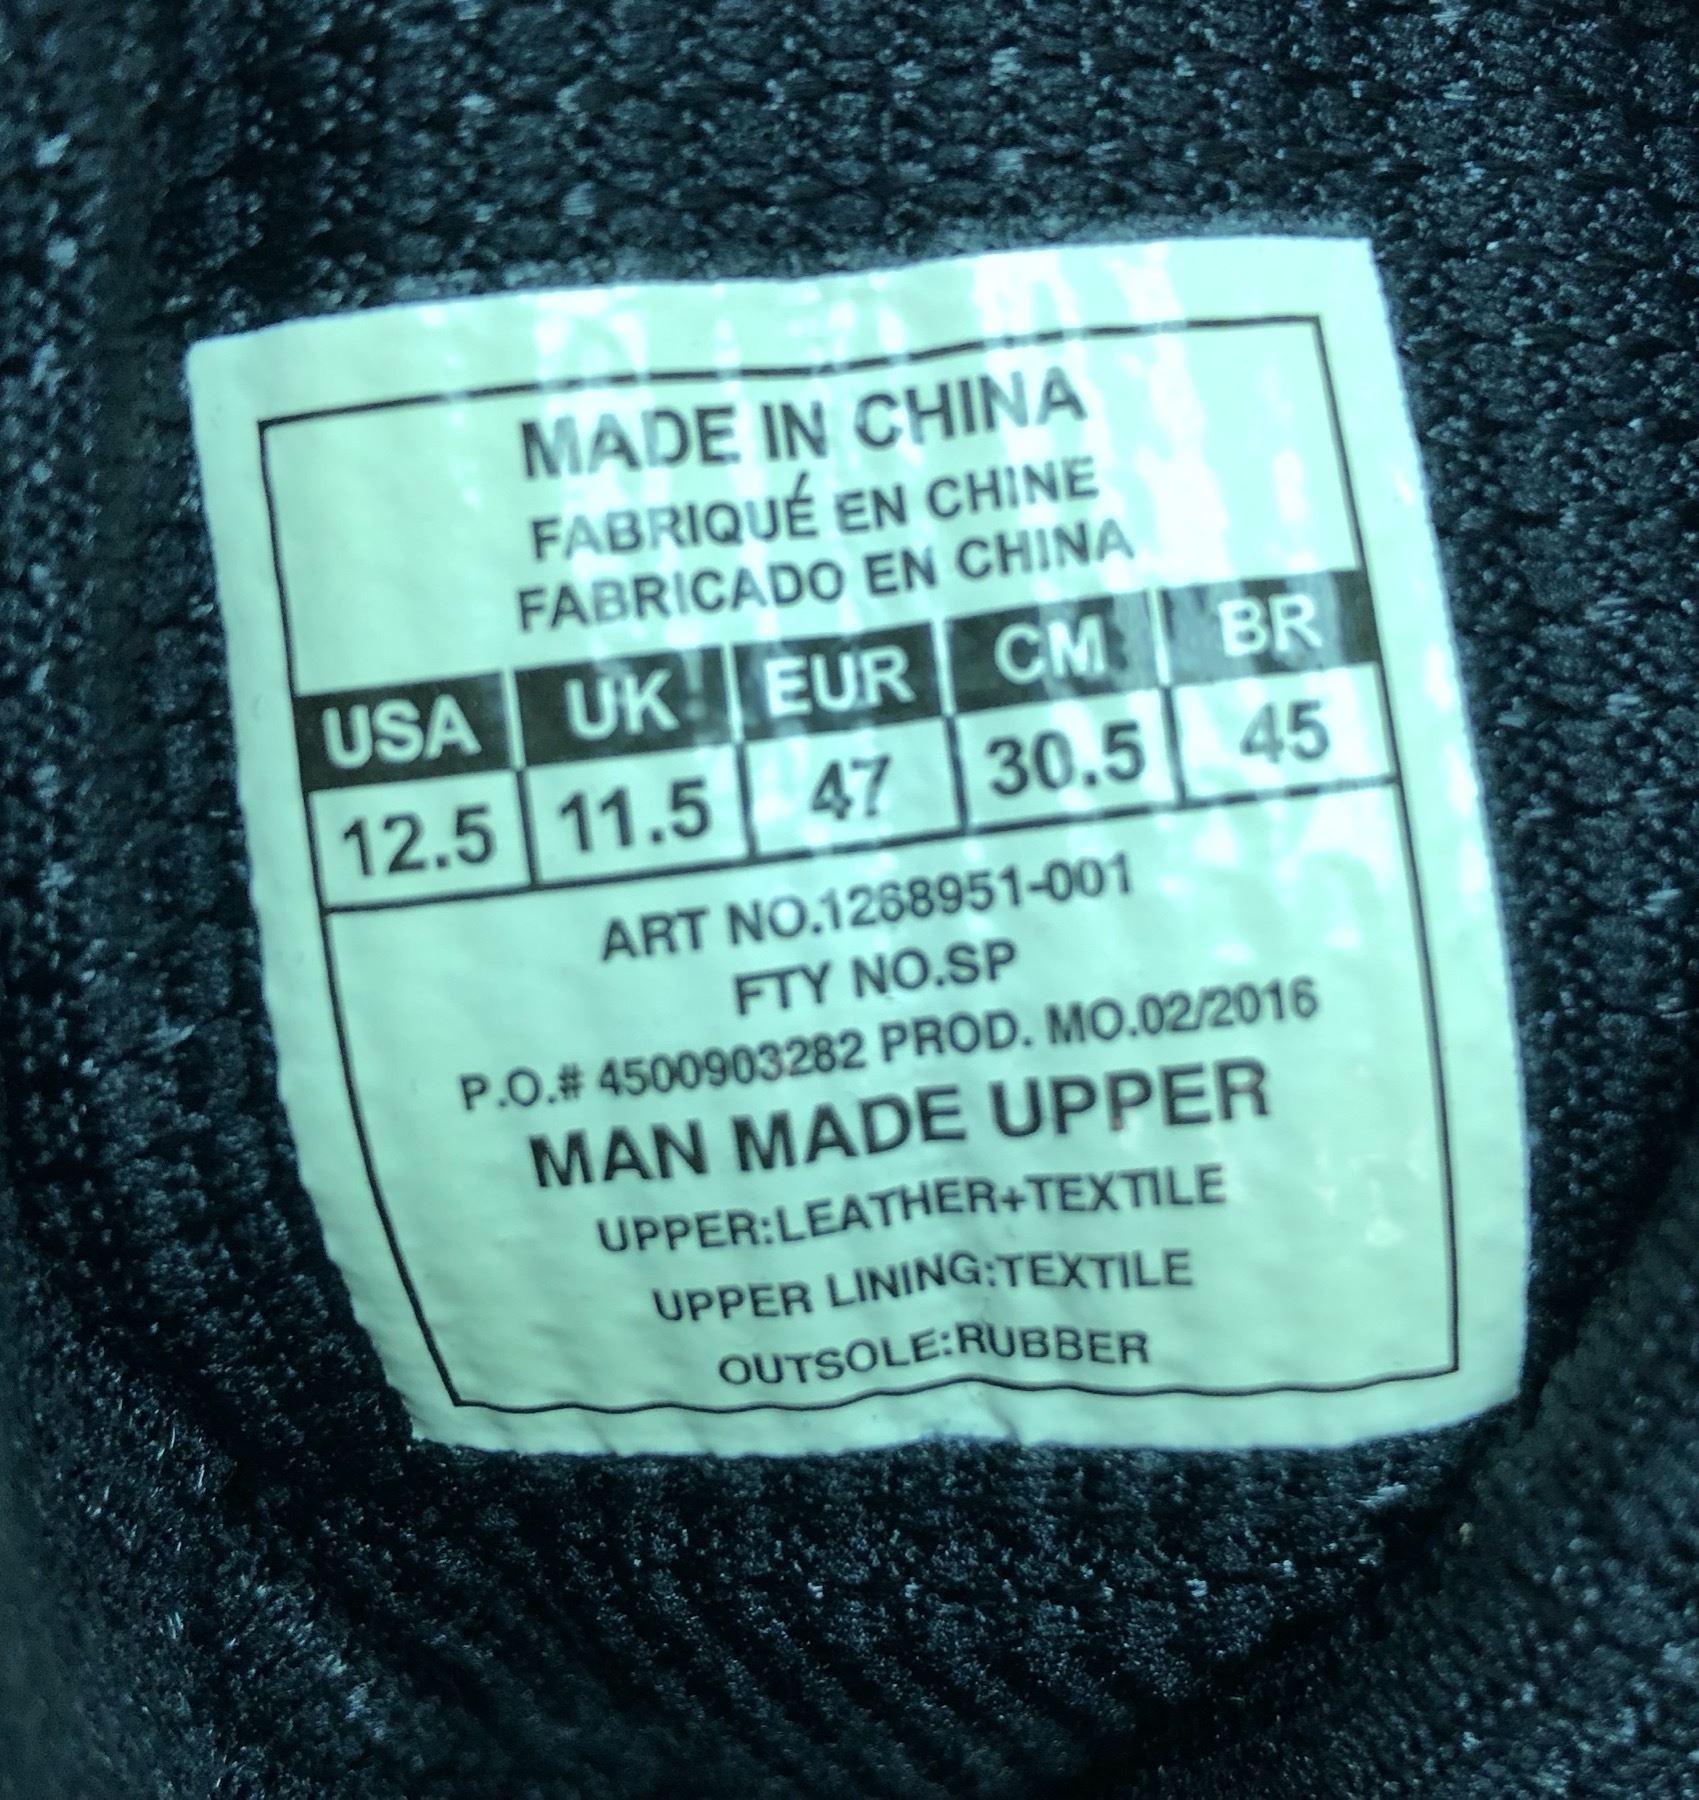 MADE IN CHINA
FABRIQUÉ EN CHINE
FABRICADO EN CHINA
USA UK EUR CM BR
12.5 11.5 47 30.5 45
ART NO.1268951-001
FTY NO.SP
P.O.# 4500903282 PROD. MO.02/2016
MAN MADE UPPER
UPPER:LEATHER+TEXTILE
UPPER LINING:TEXTILE
OUTSOLE:RUBBER